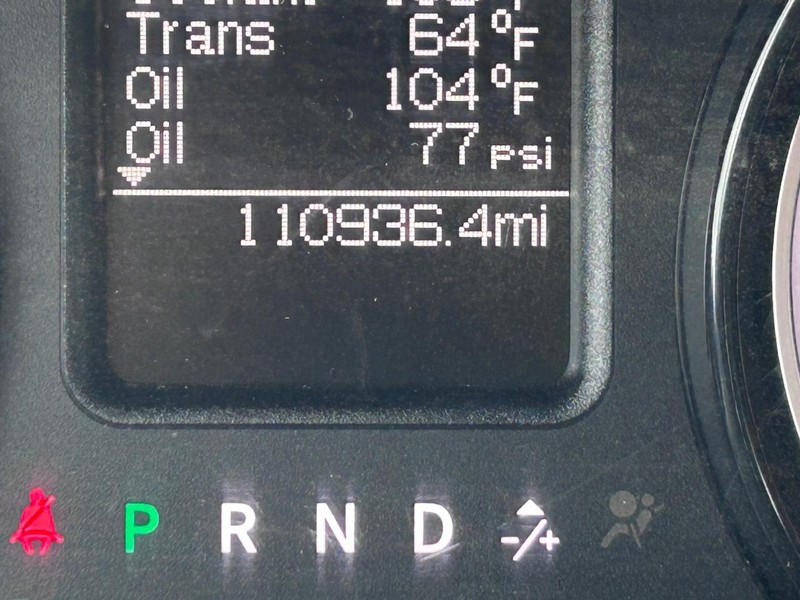 Trans 64°F
Oil 104°F
Oil 77 psi
110936.4mi
P R N D -/+